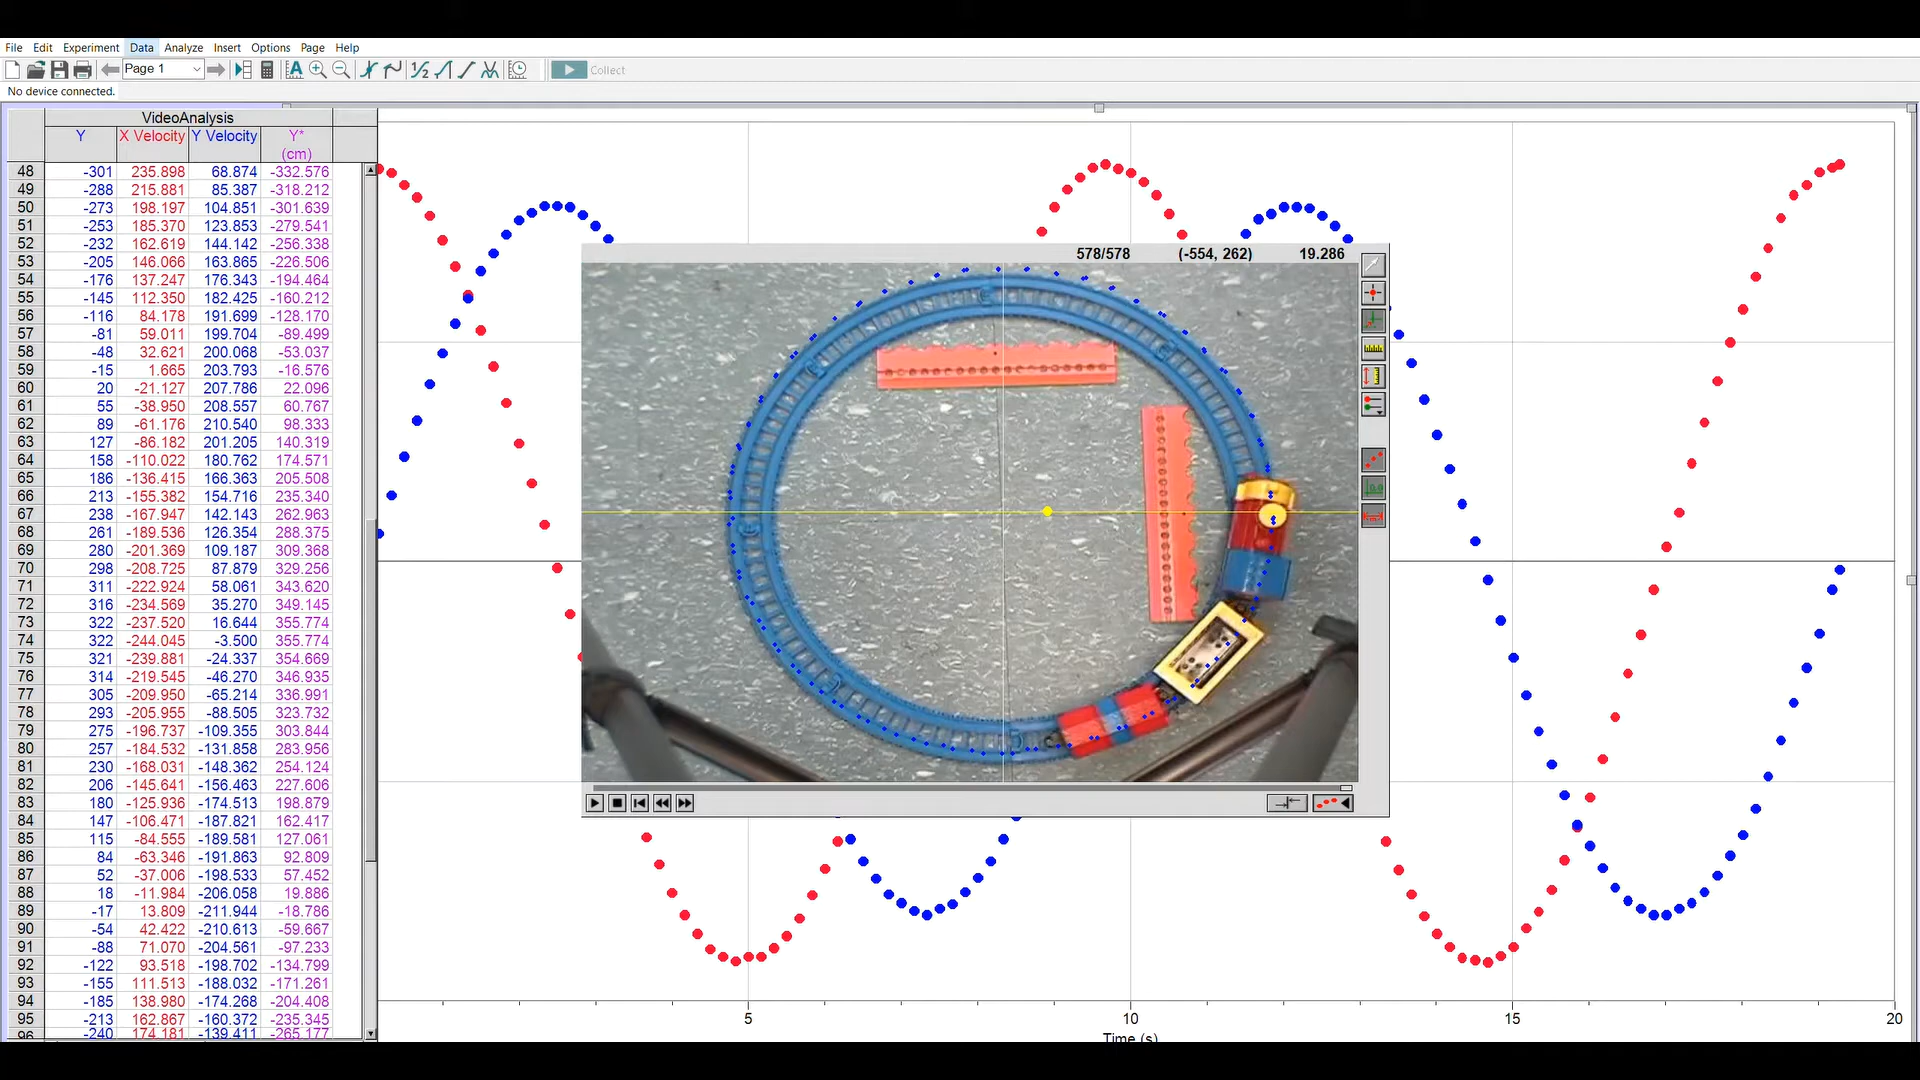 File Edit Experiment Data Analyze Insert Options Page Help
Page 1
Collect
No device connected.
VideoAnalysis
Y X Velocity Y Velocity Y*
(cm)
48 -301 235.898 68.874 -332.576
49 -288 215.881 85.387 -318.212
50 -273 198.197 104.851 -301.639
51 -253 185.370 123.853 -279.541
52 -232 162.619 144.142 -256.338
53 -205 146.066 163.865 -226.506
54 -176 137.247 176.343 -194.464
55 -145 112.350 182.425 -160.212
56 -116 84.178 191.699 -128.170
57 -81 59.011 199.704 -89.499
58 -48 32.621 200.068 -53.037
59 -15 1.665 203.793 -16.576
60 20 -21.127 207.786 22.096
61 55 -38.950 208.557 60.767
62 89 -61.176 210.540 98.333
63 127 -86.182 201.205 140.319
64 158 -110.022 180.762 174.571
65 186 -136.415 166.363 205.508
66 213 -155.382 154.716 235.340
67 238 -167.947 142.143 262.963
68 261 -189.536 126.354 288.375
69 280 -201.369 109.187 309.368
70 298 -208.725 87.879 329.256
71 311 -222.924 58.061 343.620
72 316 -234.569 35.270 349.145
73 322 -237.520 16.644 355.774
74 322 -244.045 -3.500 355.774
75 321 -239.881 -24.337 354.669
76 314 -219.545 -46.270 346.935
77 305 -209.950 -65.214 336.991
78 293 -205.955 -88.505 323.732
79 275 -196.737 -109.355 303.844
80 257 -184.532 -131.858 283.956
81 230 -168.031 -148.362 254.124
82 206 -145.641 -156.463 227.606
83 180 -125.936 -174.513 198.879
84 147 -106.471 -187.821 162.417
85 115 -84.555 -189.581 127.061
86 84 -63.346 -191.863 92.809
87 52 -37.006 -198.533 57.452
88 18 -11.984 -206.058 19.886
89 -17 13.809 -211.944 -18.786
90 -54 42.422 -210.613 -59.667
91 -88 71.070 -204.561 -97.233
92 -122 93.518 -198.702 -134.799
93 -155 111.513 -188.032 -171.261
94 -185 138.980 -174.268 -204.408
95 -213 162.867 -160.372 -235.345
96 -240 174.181 -139.411 -265.177
578/578 (-554, 262) 19.286
5 10 15 20
Time (s)